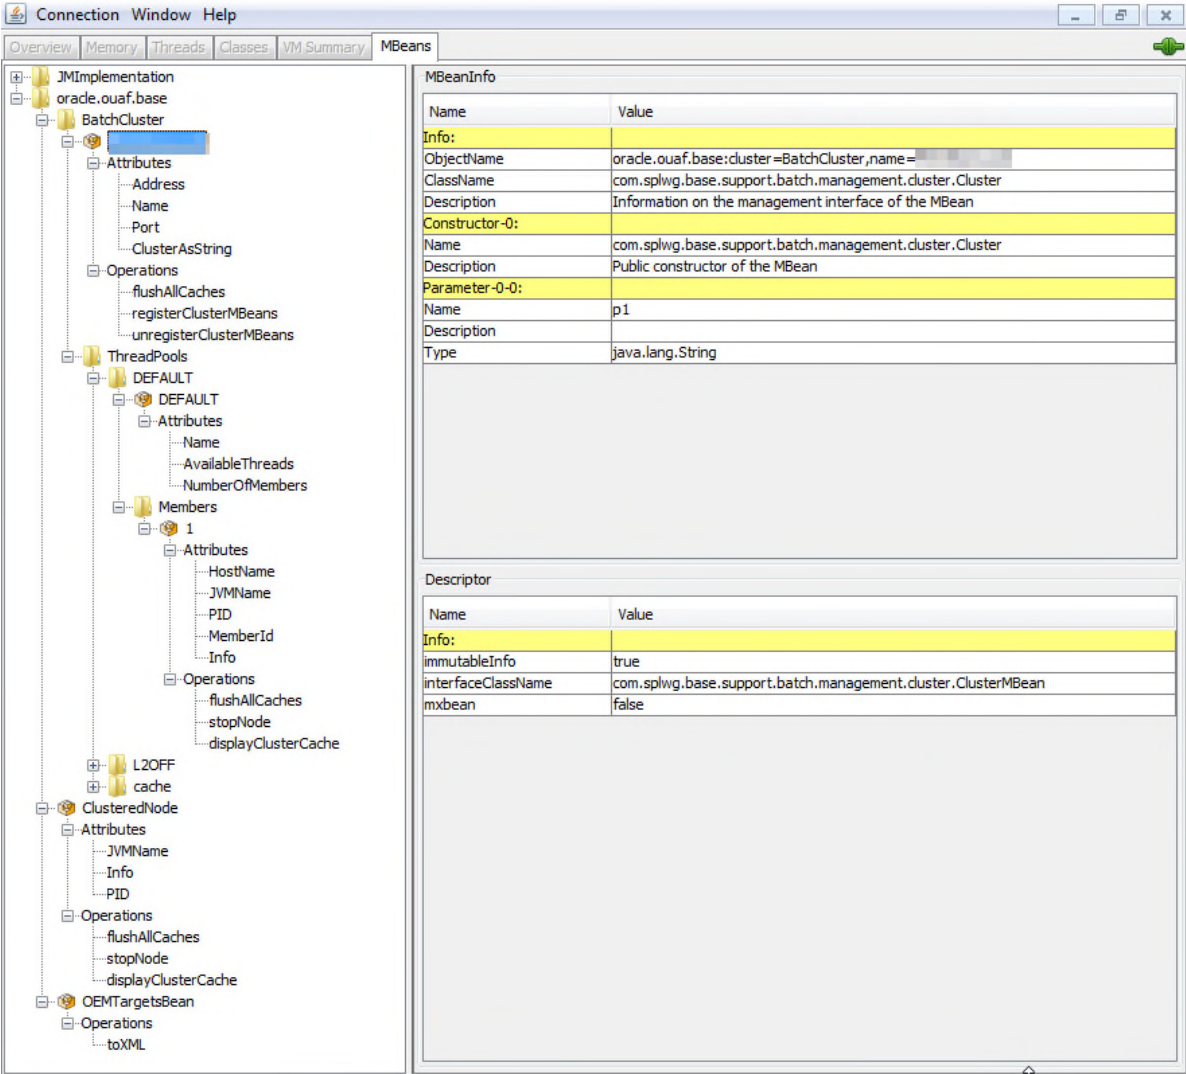 Connection Window Help
Overview Memory Threads Classes VM Summary MBeans
JMImplementation
oracle.ouaf.base
BatchCluster
Attributes
Address
Name
Port
ClusterAsString
Operations
flushAllCaches
registerClusterMBeans
unregisterClusterMBeans
ThreadPools
DEFAULT
DEFAULT
Attributes
Name
AvailableThreads
NumberOfMembers
Members
1
Attributes
HostName
JVMName
PID
MemberId
Info
Operations
flushAllCaches
stopNode
displayClusterCache
L2OFF
cache
ClusteredNode
Attributes
JVMName
Info
PID
Operations
flushAllCaches
stopNode
displayClusterCache
OEMTargetsBean
Operations
toXML
MBeanInfo
Name Value
Info:
ObjectName oracle.ouaf.base:cluster=BatchCluster,name=
ClassName com.splwg.base.support.batch.management.cluster.Cluster
Description Information on the management interface of the MBean
Constructor-0:
Name com.splwg.base.support.batch.management.cluster.Cluster
Description Public constructor of the MBean
Parameter-0-0:
Name p1
Description
Type java.lang.String
Descriptor
Name Value
Info:
immutableInfo true
interfaceClassName com.splwg.base.support.batch.management.cluster.ClusterMBean
mxbean false